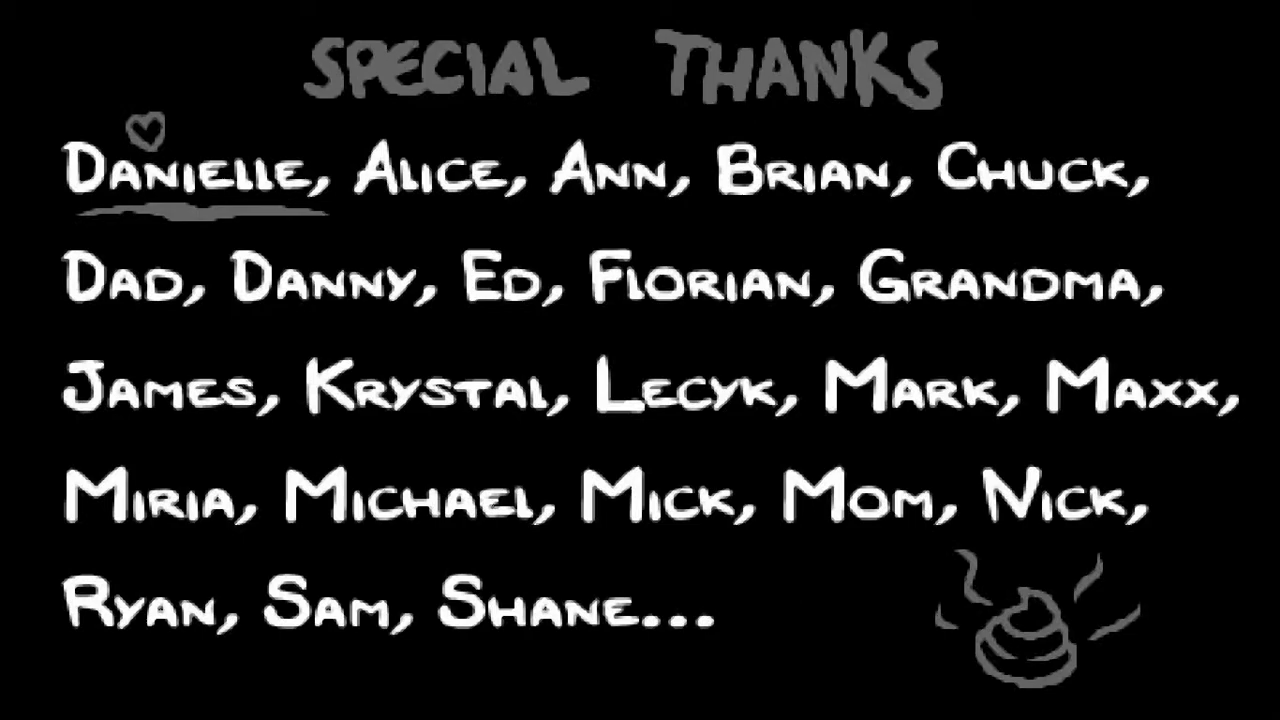 SPECIAL THANKS
DANIELLE, ALICE, ANN, BRIAN, CHUCK,
DAD, DANNY, ED, FLORIAN, GRANDMA,
JAMES, KRYSTAL, LECYK, MARK, MAXX,
MIRIA, MICHAEL, MICK, MOM, NICK,
RYAN, SAM, SHANE...